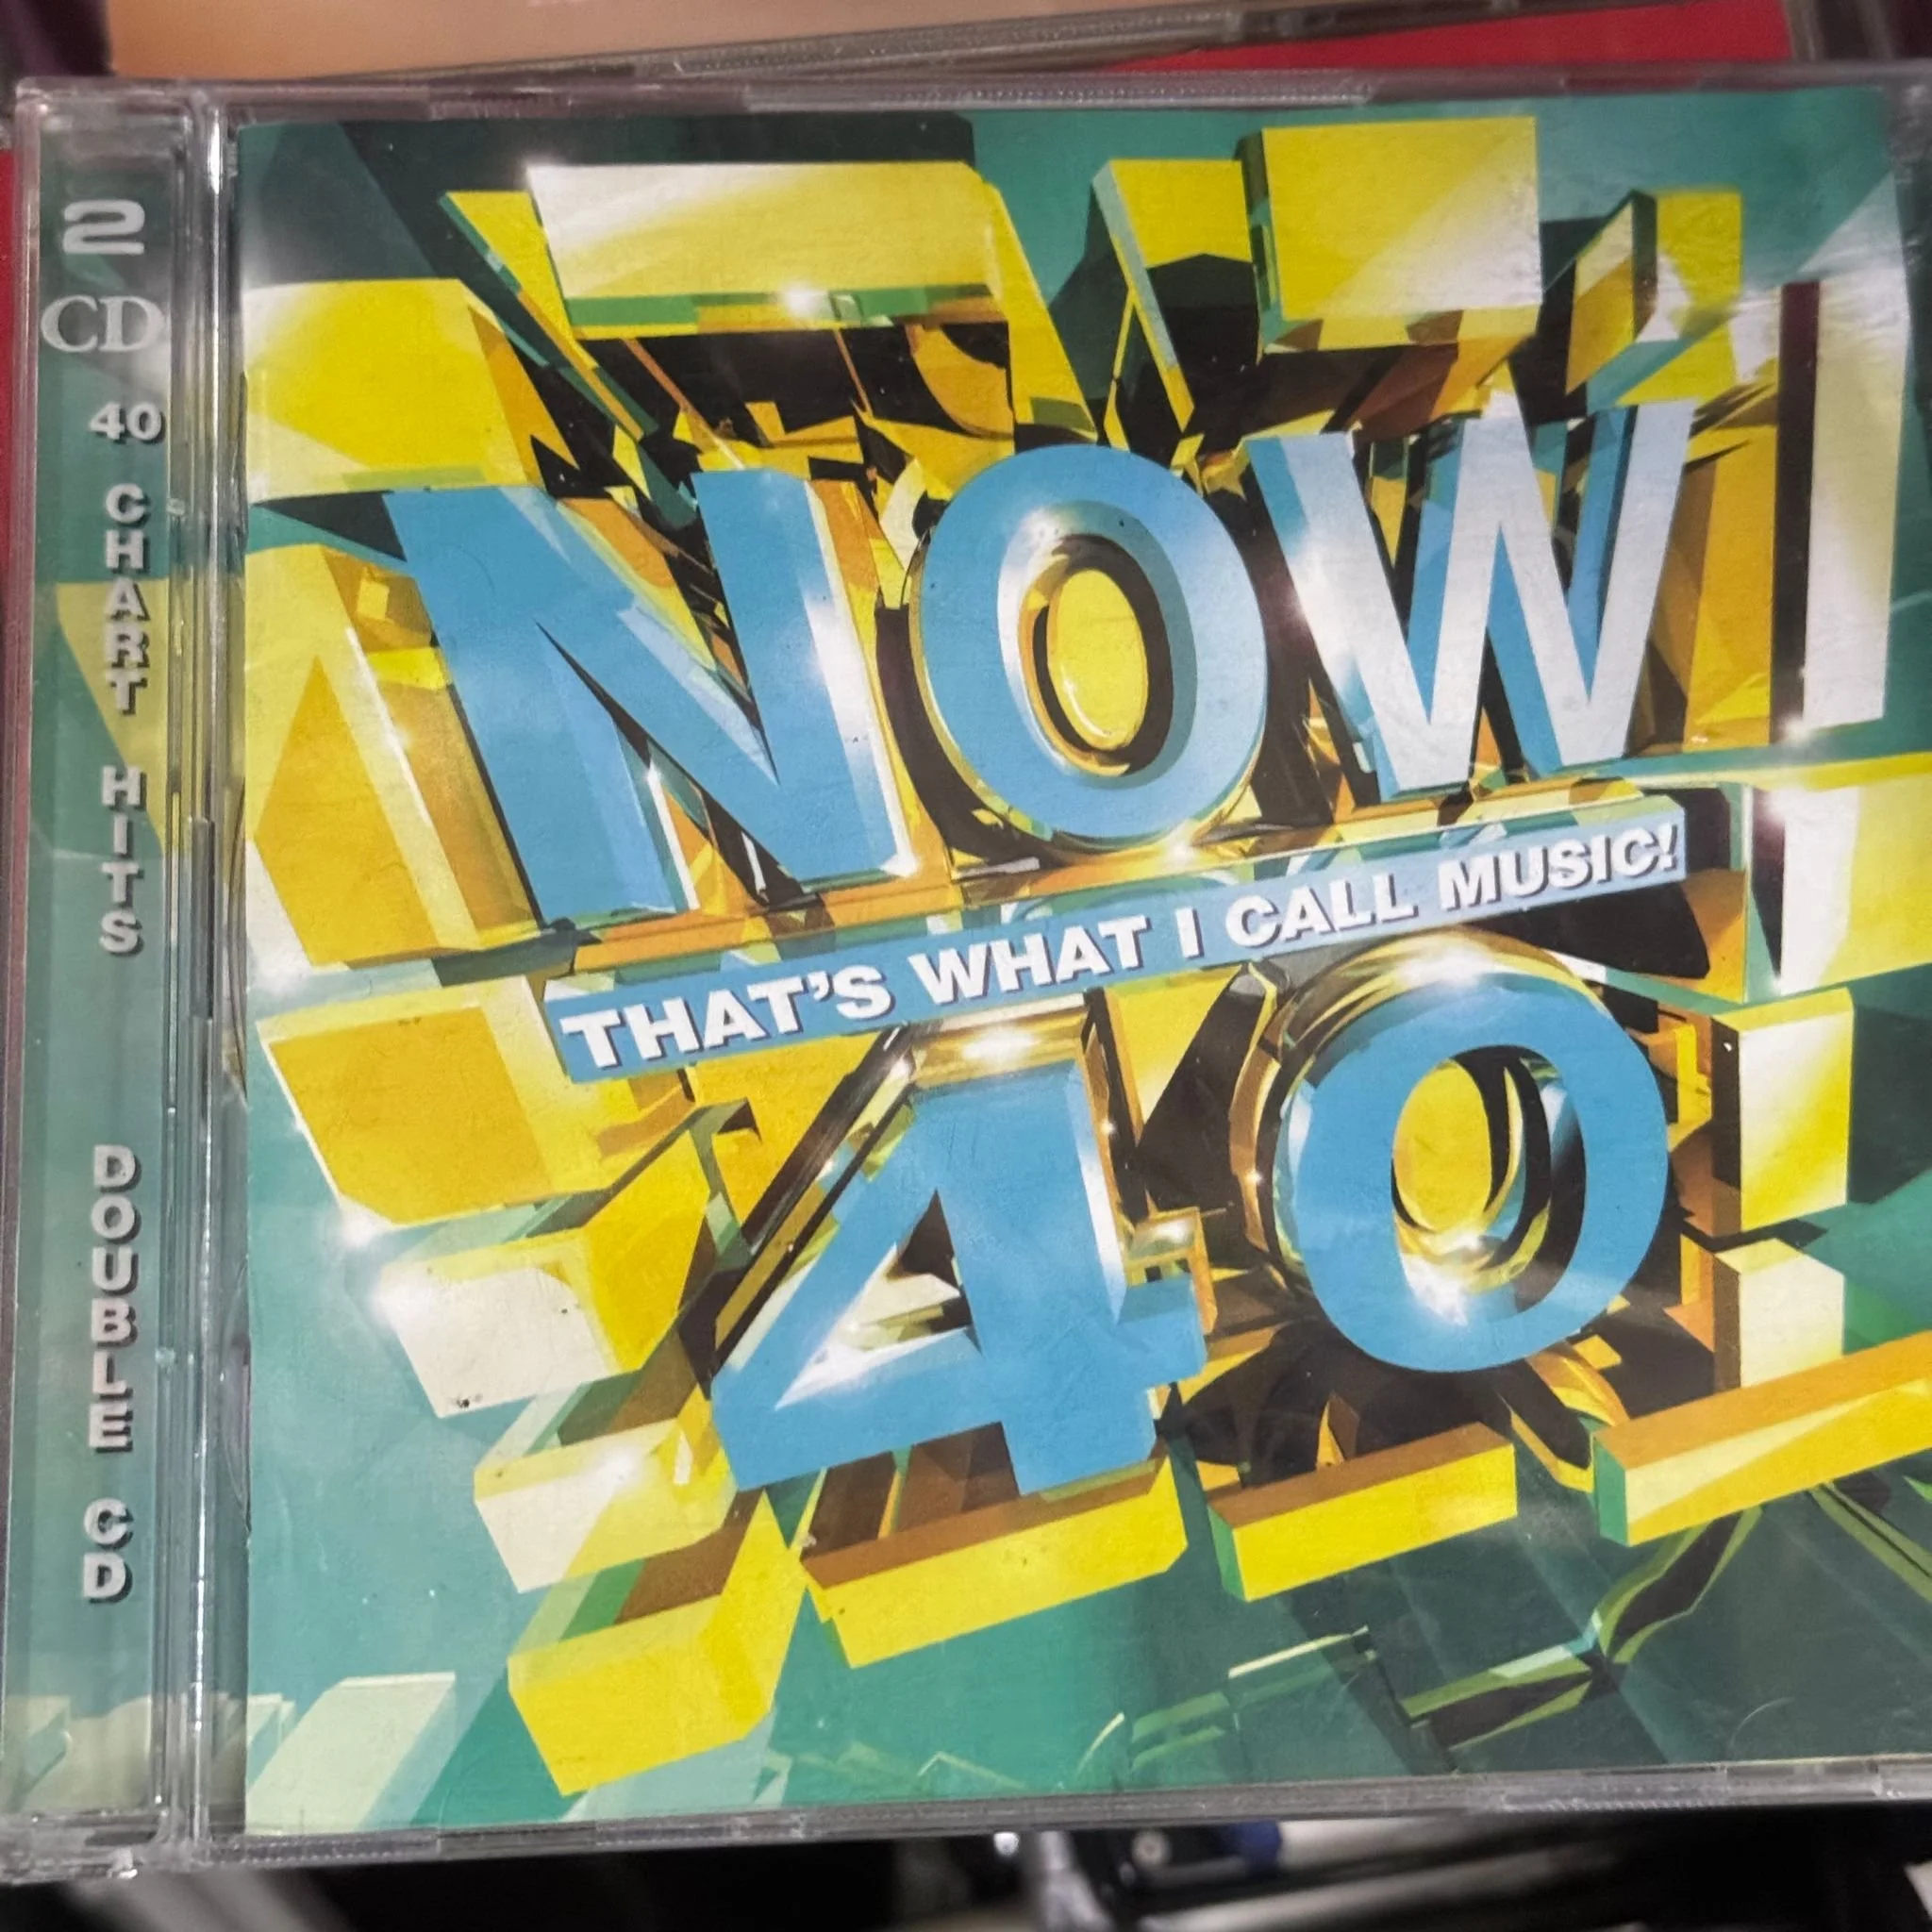 2
CD
40 CHART HITS
DOUBLE CD
NOW
THAT'S WHAT I CALL MUSIC!
40